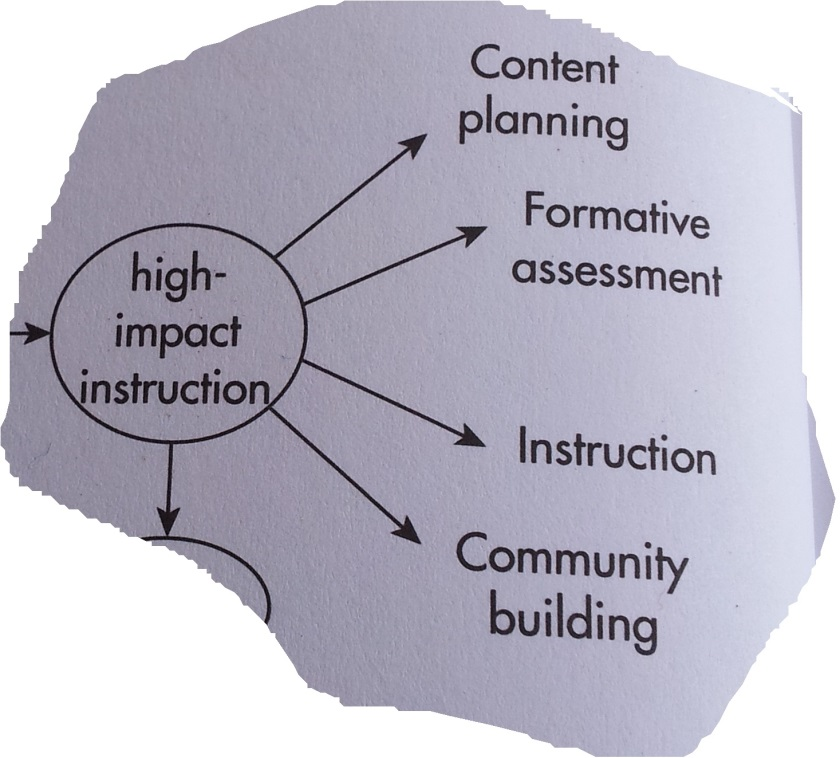 high-
impact
instruction
Content
planning
Formative
assessment
Instruction
Community
building